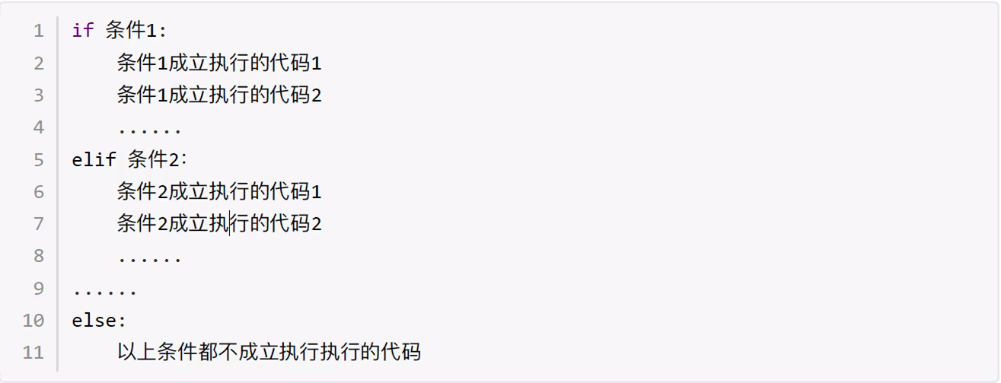 1 if 条件1:
2 条件1成立执行的代码1
3 条件1成立执行的代码2
4 ......
5 elif 条件2：
6 条件2成立执行的代码1
7 条件2成立执行的代码2
8 ......
9 ......
10 else:
11 以上条件都不成立执行执行的代码